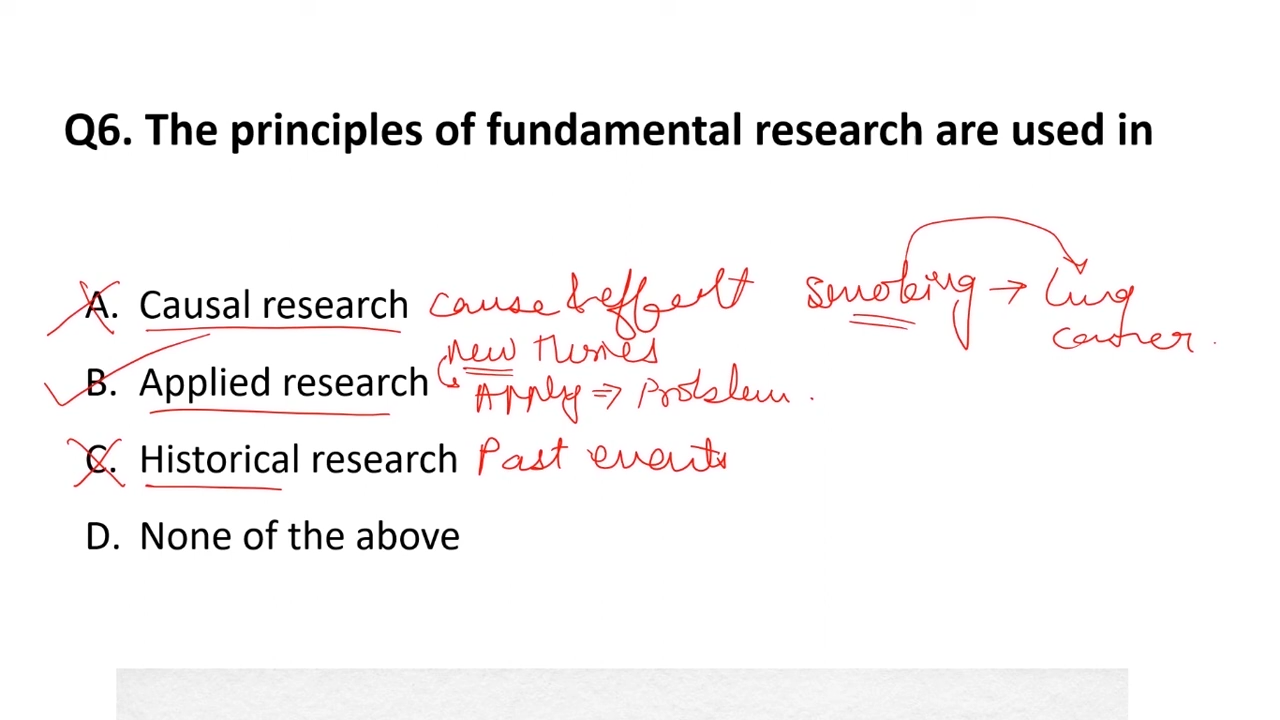 Q6. The principles of fundamental research are used in
A. Causal research cause & effect smoking → lung
cancer.
new theories
B. Applied research Apply ⇒ Problem.
C. Historical research Past events
D. None of the above